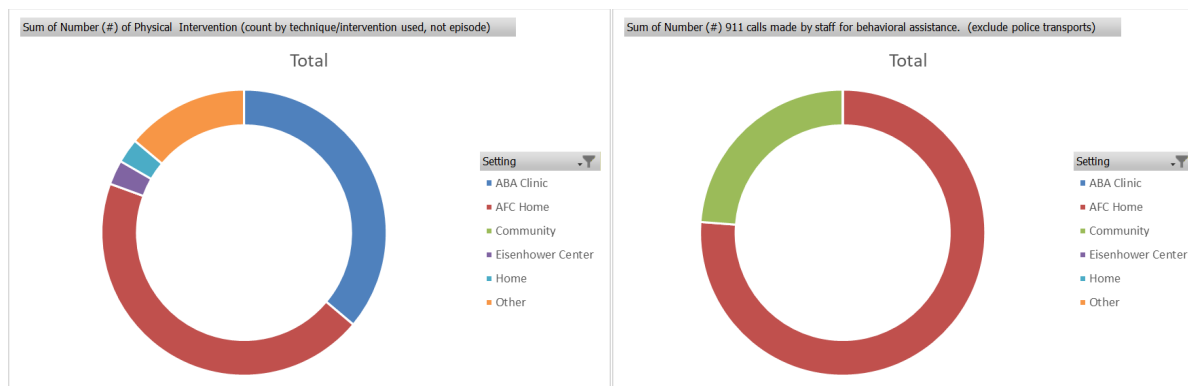 Sum of Number (#) of Physical  Intervention (count by technique/intervention used, not episode)
Total
Setting
ABA Clinic
AFC Home
Community
Eisenhower Center
Home
Other
Sum of Number (#) 911 calls made by staff for behavioral assistance.  (exclude police transports)
Total
Setting
ABA Clinic
AFC Home
Community
Eisenhower Center
Home
Other